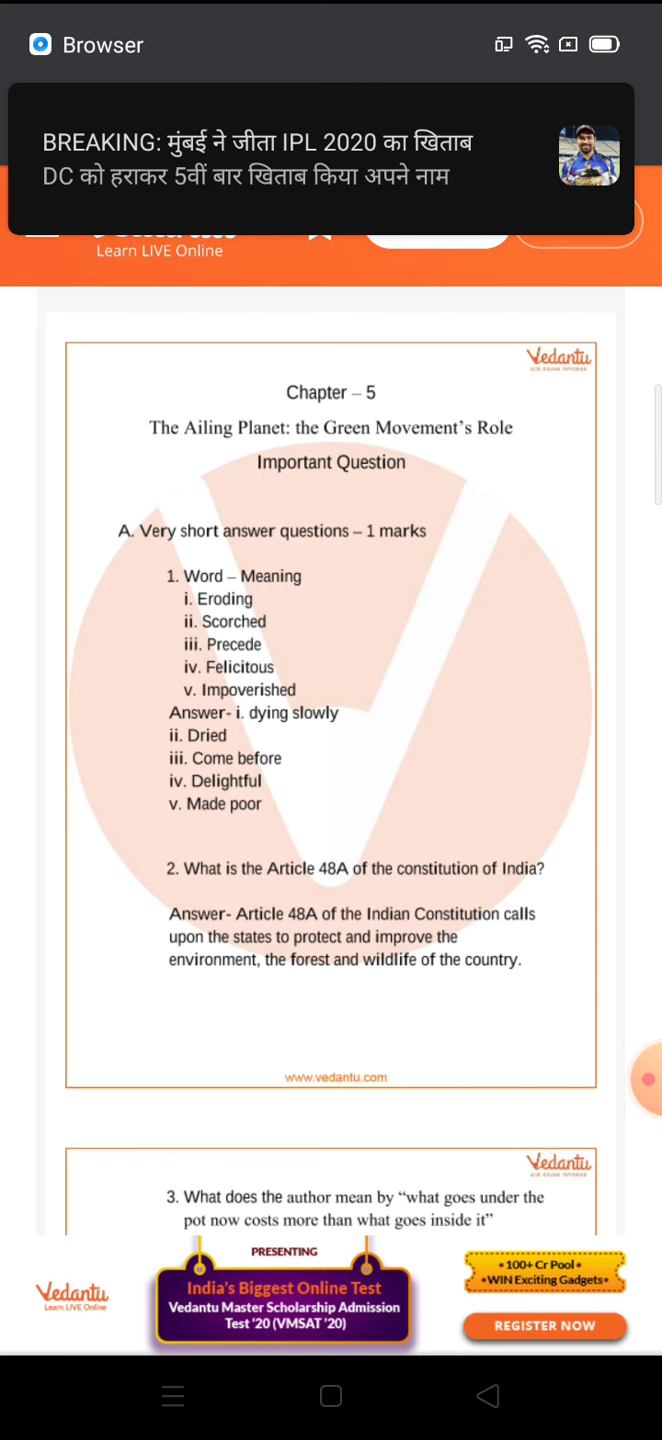 Browser
BREAKING: मुंबई ने जीता IPL 2020 का खिताब
DC को हराकर 5वीं बार खिताब किया अपने नाम
Learn LIVE Online
Vedantu
LIVE ONLINE TUTORING
Chapter – 5
The Ailing Planet: the Green Movement’s Role
Important Question
A. Very short answer questions – 1 marks
1. Word – Meaning
i. Eroding
ii. Scorched
iii. Precede
iv. Felicitous
v. Impoverished
Answer- i. dying slowly
ii. Dried
iii. Come before
iv. Delightful
v. Made poor
2. What is the Article 48A of the constitution of India?
Answer- Article 48A of the Indian Constitution calls
upon the states to protect and improve the
environment, the forest and wildlife of the country.
www.vedantu.com
Vedantu
LIVE ONLINE TUTORING
3. What does the author mean by “what goes under the
pot now costs more than what goes inside it”
Vedantu
Learn LIVE Online
PRESENTING
India's Biggest Online Test
Vedantu Master Scholarship Admission
Test '20 (VMSAT '20)
• 100+ Cr Pool •
•WIN Exciting Gadgets•
REGISTER NOW